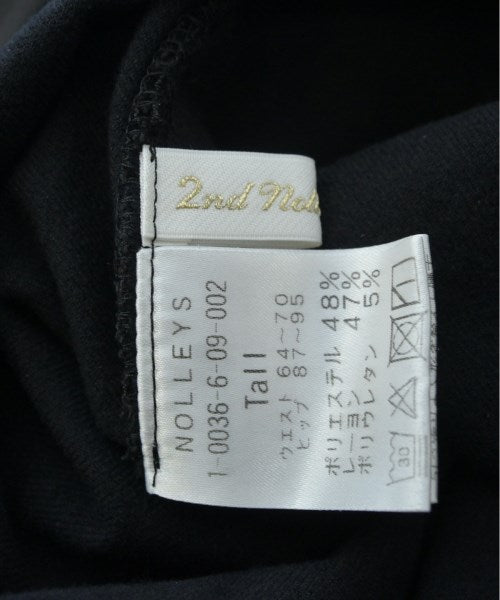 2nd
NOLLEYS
1-0036-6-09-002
Tall
ウエスト 64〜70
ヒップ 87〜95
ポリエステル 48%
レーヨン 47%
ポリウレタン 5%
30